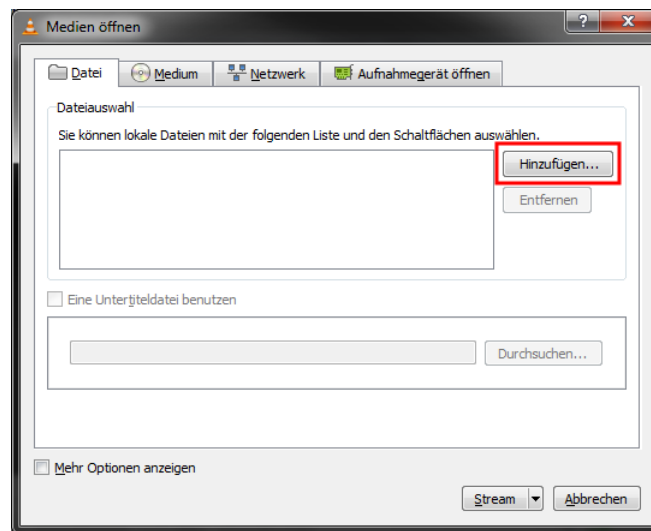 Medien öffnen
Datei
Medium
Netzwerk
Aufnahmegerät öffnen
Dateiauswahl
Sie können lokale Dateien mit der folgenden Liste und den Schaltflächen auswählen.
Hinzufügen...
Entfernen
Eine Untertiteldatei benutzen
Durchsuchen...
Mehr Optionen anzeigen
Stream
Abbrechen